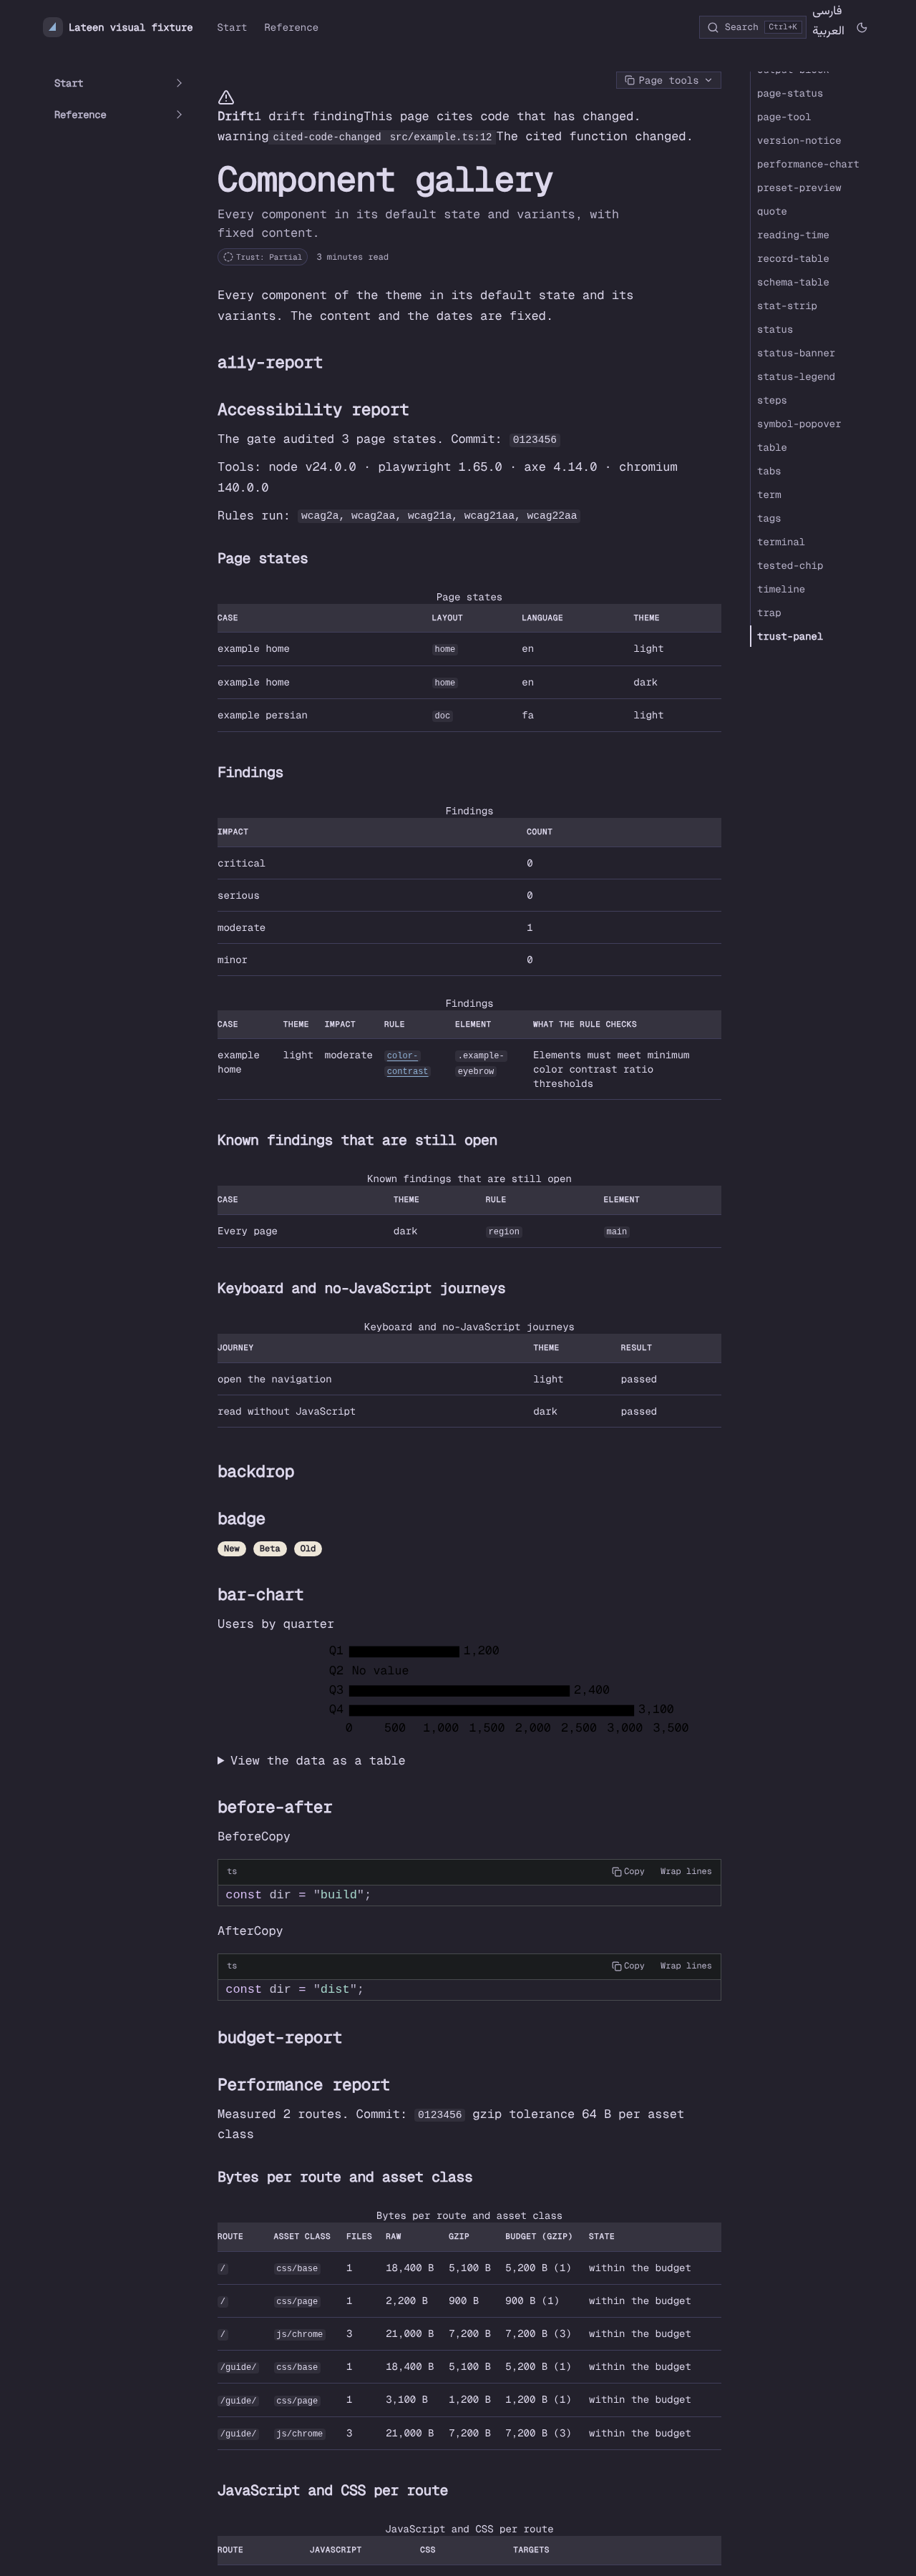 Lateen visual fixture
Start
Reference
Search
Ctrl+K
فارسی
العربية
Start
Reference
Page tools
Drift1 drift findingThis page cites code that has changed.
warningcited-code-changed src/example.ts:12The cited function changed.
Component gallery
Every component in its default state and variants, with
fixed content.
Trust: Partial
3 minutes read
Every component of the theme in its default state and its
variants. The content and the dates are fixed.
a11y-report
Accessibility report
The gate audited 3 page states. Commit: 0123456
Tools: node v24.0.0 · playwright 1.65.0 · axe 4.14.0 · chromium
140.0.0
Rules run: wcag2a, wcag2aa, wcag21a, wcag21aa, wcag22aa
Page states
Page states
CASE LAYOUT LANGUAGE THEME
example home home en light
example home home en dark
example persian doc fa light
Findings
Findings
IMPACT COUNT
critical 0
serious 0
moderate 1
minor 0
Findings
CASE THEME IMPACT RULE ELEMENT WHAT THE RULE CHECKS
example light moderate color- .example- Elements must meet minimum
home contrast eyebrow color contrast ratio
thresholds
Known findings that are still open
Known findings that are still open
CASE THEME RULE ELEMENT
Every page dark region main
Keyboard and no-JavaScript journeys
Keyboard and no-JavaScript journeys
JOURNEY THEME RESULT
open the navigation light passed
read without JavaScript dark passed
backdrop
badge
New Beta Old
bar-chart
Users by quarter
Q1 1,200
Q2 No value
Q3 2,400
Q4 3,100
0 500 1,000 1,500 2,000 2,500 3,000 3,500
View the data as a table
before-after
BeforeCopy
ts Copy Wrap lines
const dir = "build";
AfterCopy
ts Copy Wrap lines
const dir = "dist";
budget-report
Performance report
Measured 2 routes. Commit: 0123456 gzip tolerance 64 B per asset
class
Bytes per route and asset class
Bytes per route and asset class
ROUTE ASSET CLASS FILES RAW GZIP BUDGET (GZIP) STATE
/ css/base 1 18,400 B 5,100 B 5,200 B (1) within the budget
/ css/page 1 2,200 B 900 B 900 B (1) within the budget
/ js/chrome 3 21,000 B 7,200 B 7,200 B (3) within the budget
/guide/ css/base 1 18,400 B 5,100 B 5,200 B (1) within the budget
/guide/ css/page 1 3,100 B 1,200 B 1,200 B (1) within the budget
/guide/ js/chrome 3 21,000 B 7,200 B 7,200 B (3) within the budget
JavaScript and CSS per route
JavaScript and CSS per route
ROUTE JAVASCRIPT CSS TARGETS
page-status
page-tool
version-notice
performance-chart
preset-preview
quote
reading-time
record-table
schema-table
stat-strip
status
status-banner
status-legend
steps
symbol-popover
table
tabs
term
tags
terminal
tested-chip
timeline
trap
trust-panel